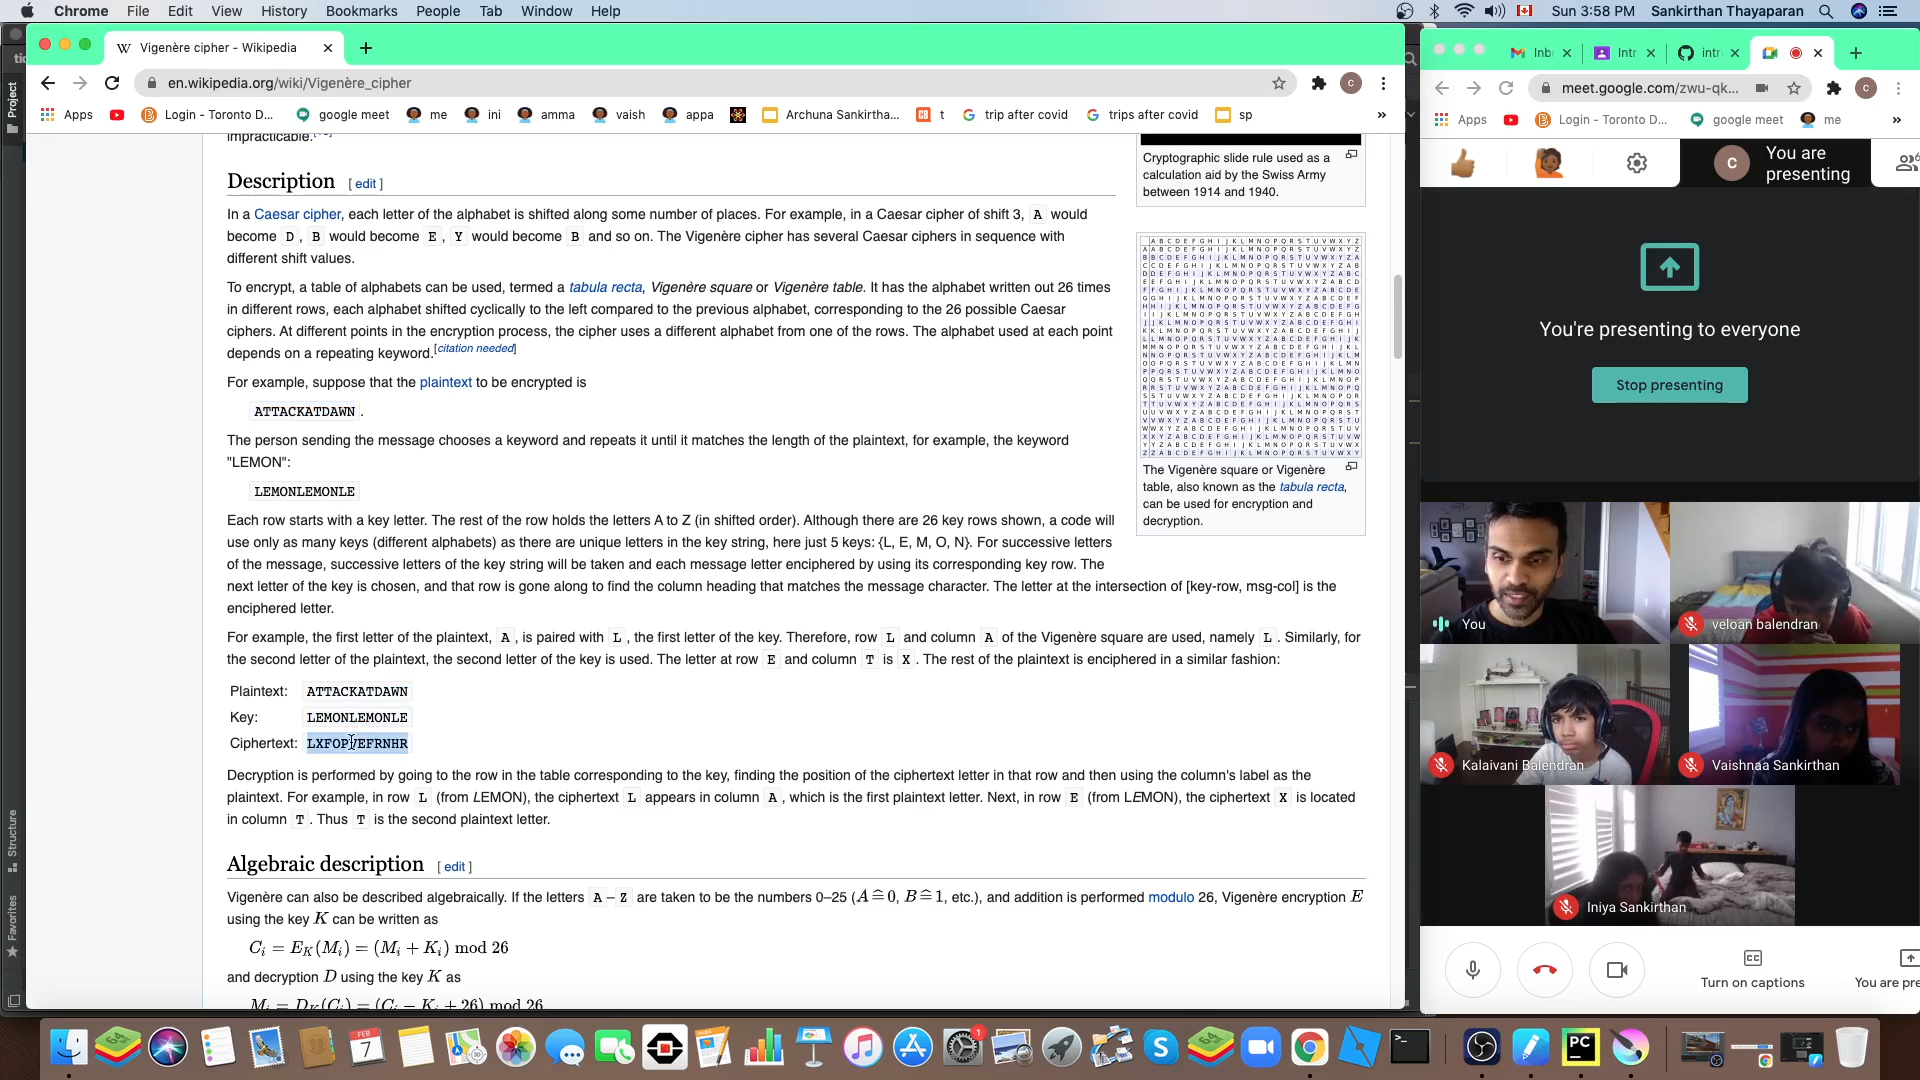 Chrome File Edit View History Bookmarks People Tab Window Help
Sun 3:58 PM Sankirthan Thayaparan
Vigenère cipher - Wikipedia
en.wikipedia.org/wiki/Vigenère_cipher
Apps Login - Toronto D... google meet me ini amma vaish appa Archuna Sankirtha... t trip after covid trips after covid sp »
impracticable.
Description [ edit ]
In a Caesar cipher, each letter of the alphabet is shifted along some number of places. For example, in a Caesar cipher of shift 3, A would
become D, B would become E, Y would become B and so on. The Vigenère cipher has several Caesar ciphers in sequence with
different shift values.
To encrypt, a table of alphabets can be used, termed a tabula recta, Vigenère square or Vigenère table. It has the alphabet written out 26 times
in different rows, each alphabet shifted cyclically to the left compared to the previous alphabet, corresponding to the 26 possible Caesar
ciphers. At different points in the encryption process, the cipher uses a different alphabet from one of the rows. The alphabet used at each point
depends on a repeating keyword.[citation needed]
For example, suppose that the plaintext to be encrypted is
ATTACKATDAWN.
The person sending the message chooses a keyword and repeats it until it matches the length of the plaintext, for example, the keyword
"LEMON":
LEMONLEMONLE
Each row starts with a key letter. The rest of the row holds the letters A to Z (in shifted order). Although there are 26 key rows shown, a code will
use only as many keys (different alphabets) as there are unique letters in the key string, here just 5 keys: {L, E, M, O, N}. For successive letters
of the message, successive letters of the key string will be taken and each message letter enciphered by using its corresponding key row. The
next letter of the key is chosen, and that row is gone along to find the column heading that matches the message character. The letter at the intersection of [key-row, msg-col] is the
enciphered letter.
For example, the first letter of the plaintext, A, is paired with L, the first letter of the key. Therefore, row L and column A of the Vigenère square are used, namely L. Similarly, for
the second letter of the plaintext, the second letter of the key is used. The letter at row E and column T is X. The rest of the plaintext is enciphered in a similar fashion:
Plaintext: ATTACKATDAWN
Key: LEMONLEMONLE
Ciphertext: LXFOPVEFRNHR
Decryption is performed by going to the row in the table corresponding to the key, finding the position of the ciphertext letter in that row and then using the column's label as the
plaintext. For example, in row L (from LEMON), the ciphertext L appears in column A, which is the first plaintext letter. Next, in row E (from LEMON), the ciphertext X is located
in column T. Thus T is the second plaintext letter.
Algebraic description [ edit ]
Vigenère can also be described algebraically. If the letters A–Z are taken to be the numbers 0–25 (A ≙ 0, B ≙ 1, etc.), and addition is performed modulo 26, Vigenère encryption E
using the key K can be written as
Cᵢ = E_K(Mᵢ) = (Mᵢ + Kᵢ) mod 26
and decryption D using the key K as
Mᵢ = D_K(Cᵢ) = (Cᵢ − Kᵢ + 26) mod 26
Cryptographic slide rule used as a
calculation aid by the Swiss Army
between 1914 and 1940.
The Vigenère square or Vigenère
table, also known as the tabula recta,
can be used for encryption and
decryption.
Project
Structure
Favorites
Inb Intr intr
meet.google.com/zwu-qk...
Apps Login - Toronto D... google meet me »
C You are
presenting
You're presenting to everyone
Stop presenting
You
veloan balendran
Kalaivani Balendran
Vaishnaa Sankirthan
Iniya Sankirthan
Turn on captions
You are pre
FEB
7
PC